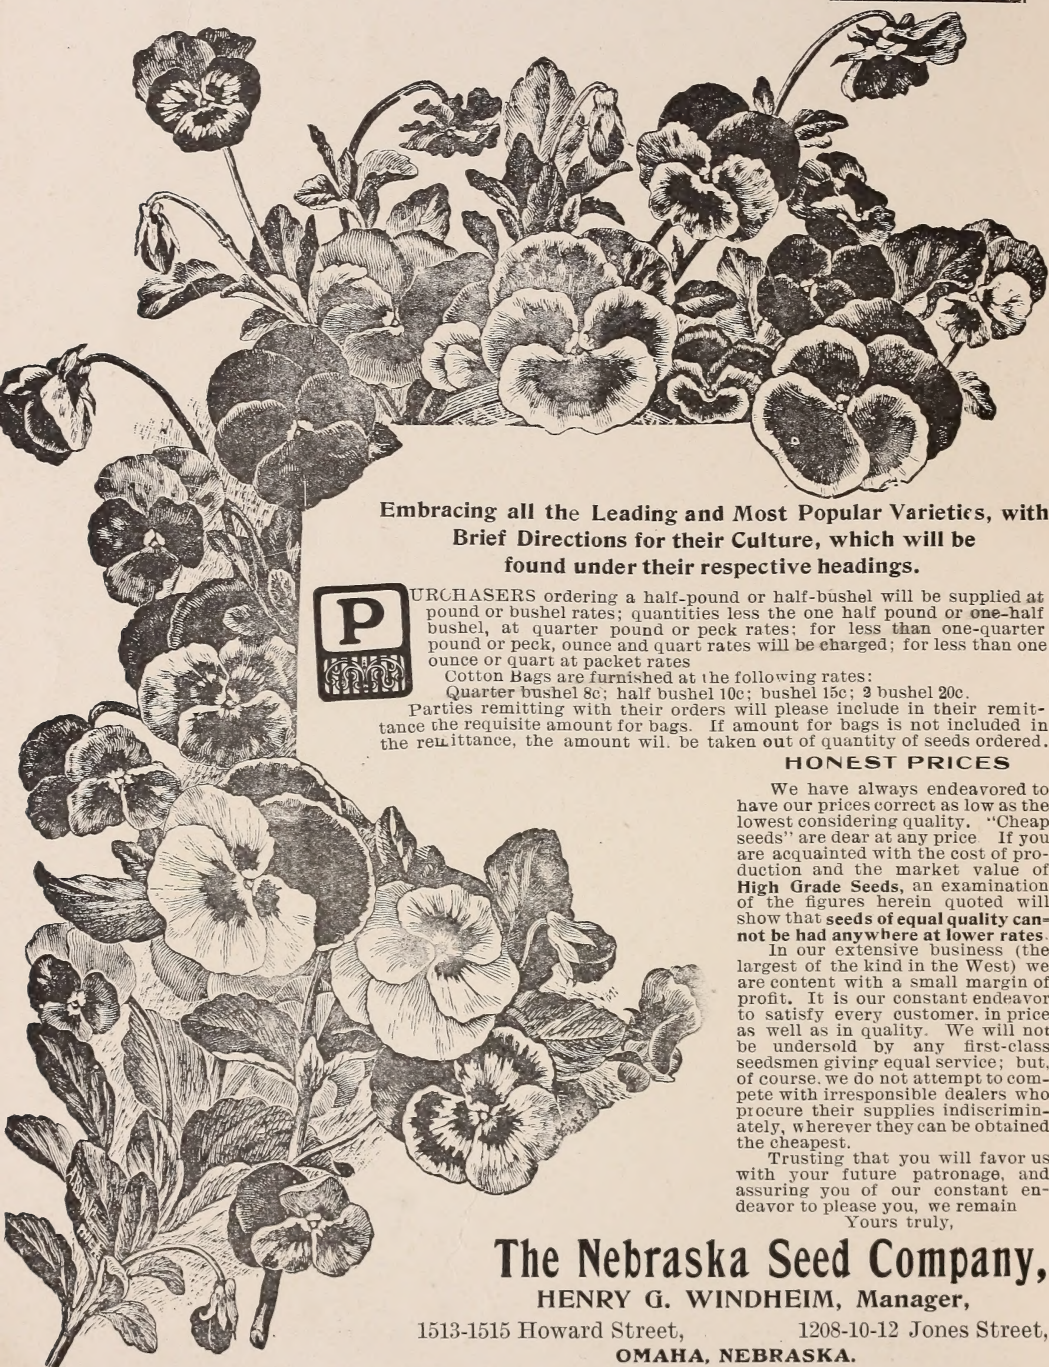 Embracing all the Leading and Most Popular Varieties, with
Brief Directions for their Culture, which will be
found under their respective headings.
PURCHASERS ordering a half-pound or half-bushel will be supplied at
pound or bushel rates; quantities less the one half pound or one-half
bushel, at quarter pound or peck rates; for less than one-quarter
pound or peck, ounce and quart rates will be charged; for less than one
ounce or quart at packet rates
Cotton Bags are furnished at the following rates:
Quarter bushel 8c; half bushel 10c; bushel 15c; 2 bushel 20c.
Parties remitting with their orders will please include in their remit-
tance the requisite amount for bags. If amount for bags is not included in
the remittance, the amount wil. be taken out of quantity of seeds ordered.
HONEST PRICES
We have always endeavored to
have our prices correct as low as the
lowest considering quality. "Cheap
seeds" are dear at any price If you
are acquainted with the cost of pro-
duction and the market value of
High Grade Seeds, an examination
of the figures herein quoted will
show that seeds of equal quality can-
not be had anywhere at lower rates.
In our extensive business (the
largest of the kind in the West) we
are content with a small margin of
profit. It is our constant endeavor
to satisfy every customer. in price
as well as in quality. We will not
be undersold by any first-class
seedsmen giving equal service; but,
of course. we do not attempt to com-
pete with irresponsible dealers who
procure their supplies indiscrimin-
ately, wherever they can be obtained
the cheapest.
Trusting that you will favor us
with your future patronage, and
assuring you of our constant en-
deavor to please you, we remain
Yours truly,
The Nebraska Seed Company,
HENRY G. WINDHEIM, Manager,
1513-1515 Howard Street, 1208-10-12 Jones Street,
OMAHA, NEBRASKA.